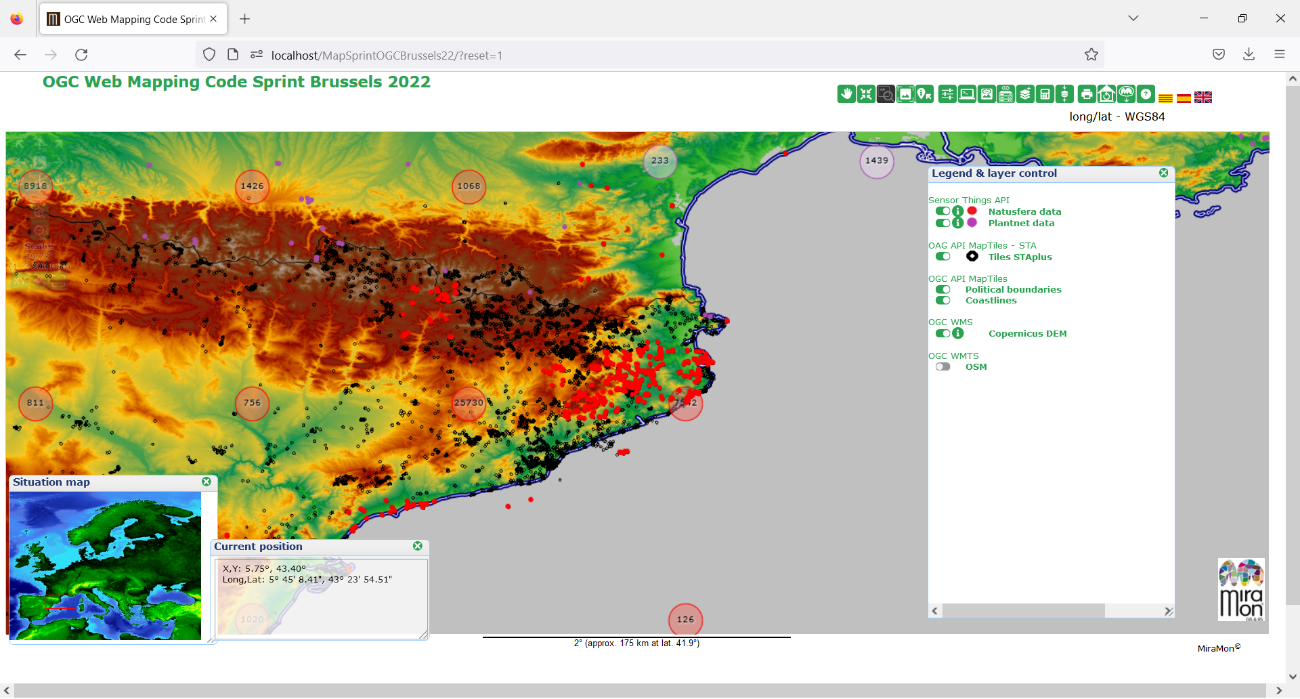 OGC Web Mapping Code Sprint
localhost/MapSprintOGCBrussels22/?reset=1
OGC Web Mapping Code Sprint Brussels 2022
long/lat - WGS84
233
1439
8918
1426
1068
Legend & layer control
Sensor Things API
Natusfera data
Plantnet data
OAG API MapTiles - STA
Tiles STAplus
OGC API MapTiles
Political boundaries
Coastlines
OGC WMS
Copernicus DEM
OGC WMTS
OSM
811
756
25730
Situation map
Current position
X,Y: 5.75°, 43.40°
Long,Lat: 5° 45' 8.41", 43° 23' 54.51"
1020
126
Mira
Mon
2° (approx. 175 km at lat. 41.9°)
MiraMon©